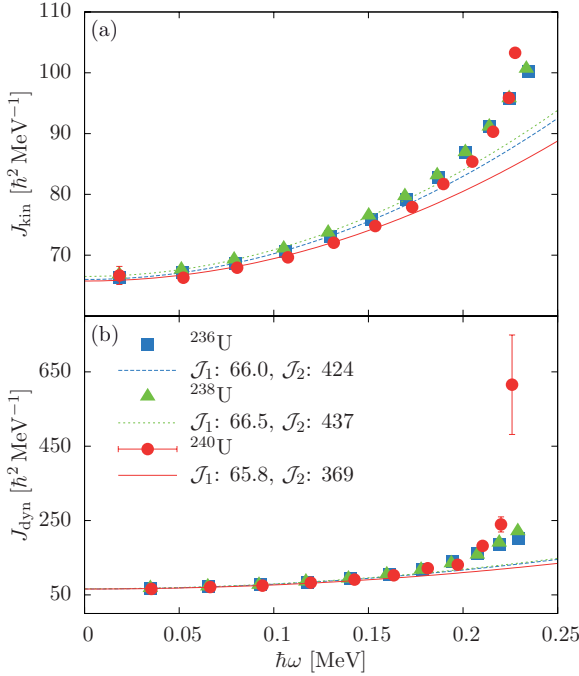 110
100
90
80
70
60
J_kin [ℏ² MeV⁻¹]
(a)
(b)
²³⁶U
𝒥₁: 66.0, 𝒥₂: 424
²³⁸U
𝒥₁: 66.5, 𝒥₂: 437
²⁴⁰U
𝒥₁: 65.8, 𝒥₂: 369
650
450
250
50
J_dyn [ℏ² MeV⁻¹]
0 0.05 0.1 0.15 0.2 0.25
ℏω [MeV]